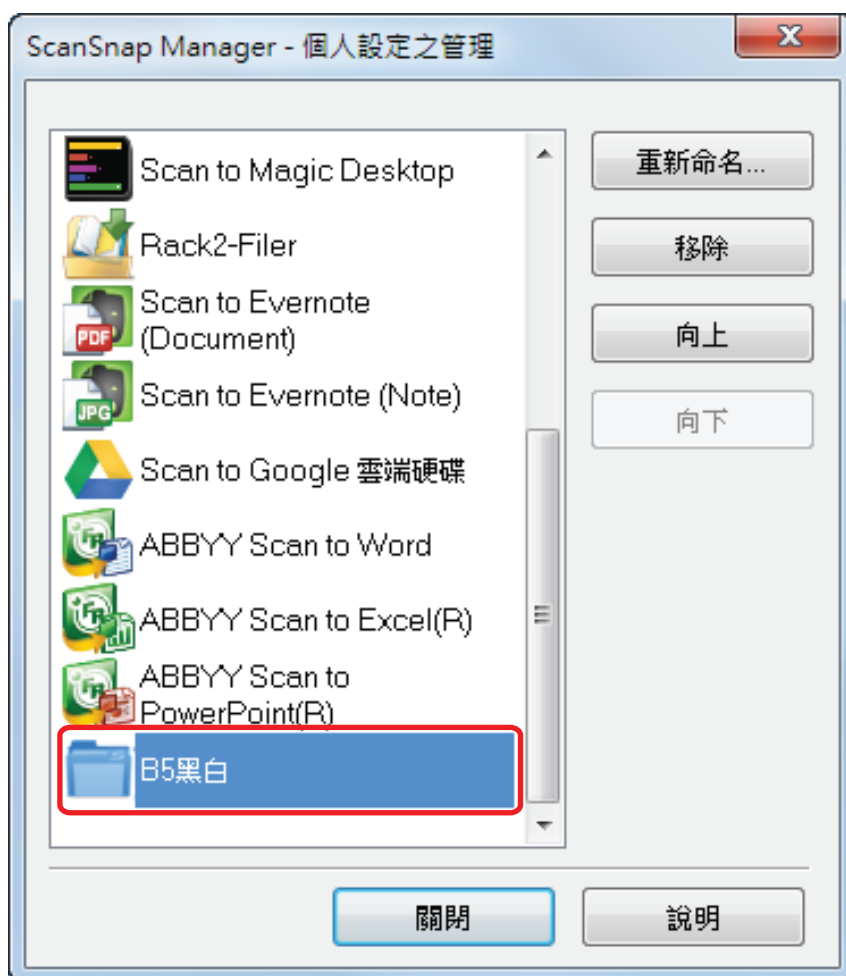 ScanSnap Manager - 個人設定之管理
Scan to Magic Desktop
重新命名...
Rack2-Filer
移除
Scan to Evernote
(Document)
PDF
向上
Scan to Evernote (Note)
JPG
向下
Scan to Google 雲端硬碟
ABBYY Scan to Word
ABBYY Scan to Excel(R)
ABBYY Scan to
PowerPoint(R)
B5黑白
關閉
說明